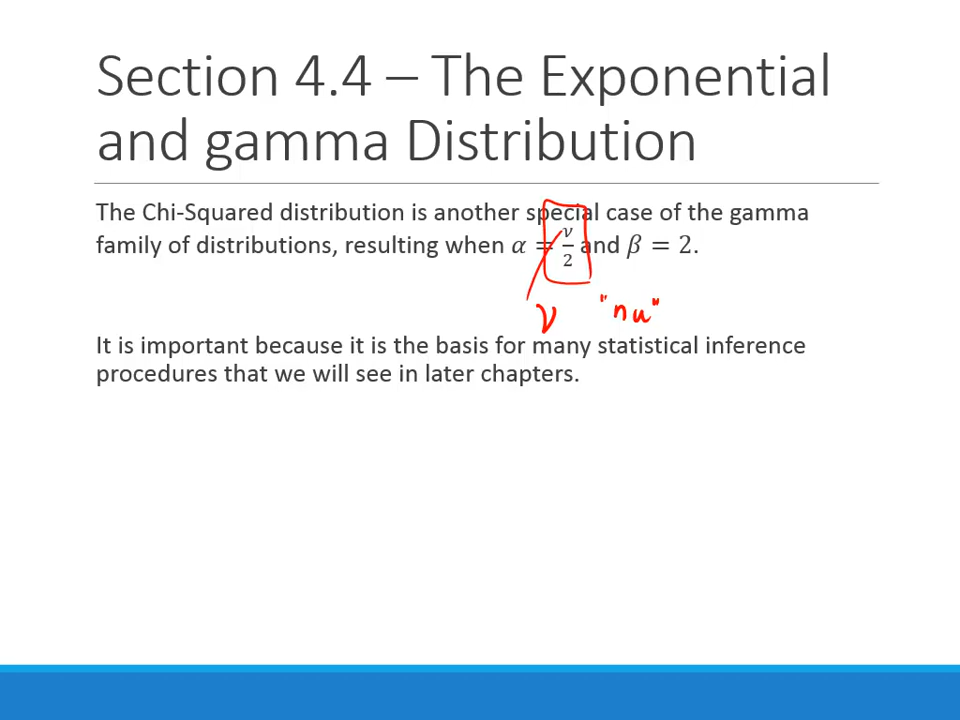 Section 4.4 – The Exponential
and gamma Distribution
The Chi-Squared distribution is another special case of the gamma
family of distributions, resulting when α = ν/2 and β = 2.
ν "nu"
It is important because it is the basis for many statistical inference
procedures that we will see in later chapters.